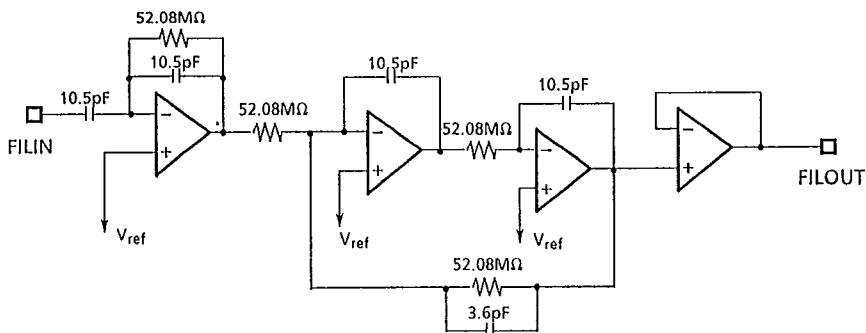 52.08MΩ
10.5pF
10.5pF
−
+
FILIN
Vref
52.08MΩ
10.5pF
−
+
Vref
52.08MΩ
10.5pF
−
+
Vref
−
+
FILOUT
52.08MΩ
3.6pF